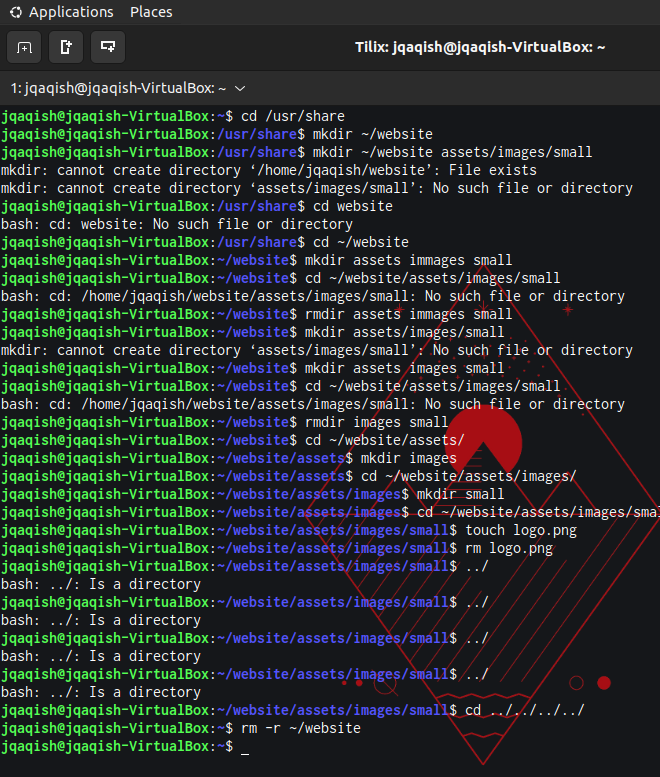 Applications Places
Tilix: jqaqish@jqaqish-VirtualBox: ~
1: jqaqish@jqaqish-VirtualBox: ~
jqaqish@jqaqish-VirtualBox:~$ cd /usr/share
jqaqish@jqaqish-VirtualBox:/usr/share$ mkdir ~/website
jqaqish@jqaqish-VirtualBox:/usr/share$ mkdir ~/website assets/images/small
mkdir: cannot create directory ‘/home/jqaqish/website’: File exists
mkdir: cannot create directory ‘assets/images/small’: No such file or directory
jqaqish@jqaqish-VirtualBox:/usr/share$ cd website
bash: cd: website: No such file or directory
jqaqish@jqaqish-VirtualBox:/usr/share$ cd ~/website
jqaqish@jqaqish-VirtualBox:~/website$ mkdir assets immages small
jqaqish@jqaqish-VirtualBox:~/website$ cd ~/website/assets/images/small
bash: cd: /home/jqaqish/website/assets/images/small: No such file or directory
jqaqish@jqaqish-VirtualBox:~/website$ rmdir assets immages small
jqaqish@jqaqish-VirtualBox:~/website$ mkdir assets/images/small
mkdir: cannot create directory ‘assets/images/small’: No such file or directory
jqaqish@jqaqish-VirtualBox:~/website$ mkdir assets images small
jqaqish@jqaqish-VirtualBox:~/website$ cd ~/website/assets/images/small
bash: cd: /home/jqaqish/website/assets/images/small: No such file or directory
jqaqish@jqaqish-VirtualBox:~/website$ rmdir images small
jqaqish@jqaqish-VirtualBox:~/website$ cd ~/website/assets/
jqaqish@jqaqish-VirtualBox:~/website/assets$ mkdir images
jqaqish@jqaqish-VirtualBox:~/website/assets$ cd ~/website/assets/images/
jqaqish@jqaqish-VirtualBox:~/website/assets/images$ mkdir small
jqaqish@jqaqish-VirtualBox:~/website/assets/images$ cd ~/website/assets/images/smal
jqaqish@jqaqish-VirtualBox:~/website/assets/images/small$ touch logo.png
jqaqish@jqaqish-VirtualBox:~/website/assets/images/small$ rm logo.png
jqaqish@jqaqish-VirtualBox:~/website/assets/images/small$ ../
bash: ../: Is a directory
jqaqish@jqaqish-VirtualBox:~/website/assets/images/small$ ../
bash: ../: Is a directory
jqaqish@jqaqish-VirtualBox:~/website/assets/images/small$ ../
bash: ../: Is a directory
jqaqish@jqaqish-VirtualBox:~/website/assets/images/small$ ../
bash: ../: Is a directory
jqaqish@jqaqish-VirtualBox:~/website/assets/images/small$ cd ../../../../
jqaqish@jqaqish-VirtualBox:~$ rm -r ~/website
jqaqish@jqaqish-VirtualBox:~$ _